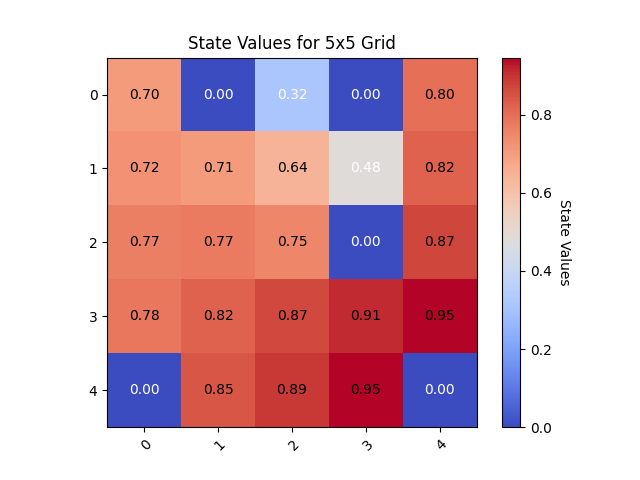 State Values for 5x5 Grid
0 0.70 0.00 0.32 0.00 0.80
1 0.72 0.71 0.64 0.48 0.82
2 0.77 0.77 0.75 0.00 0.87
3 0.78 0.82 0.87 0.91 0.95
4 0.00 0.85 0.89 0.95 0.00
0 1 2 3 4
0.8
0.6
0.4
0.2
0.0
State Values